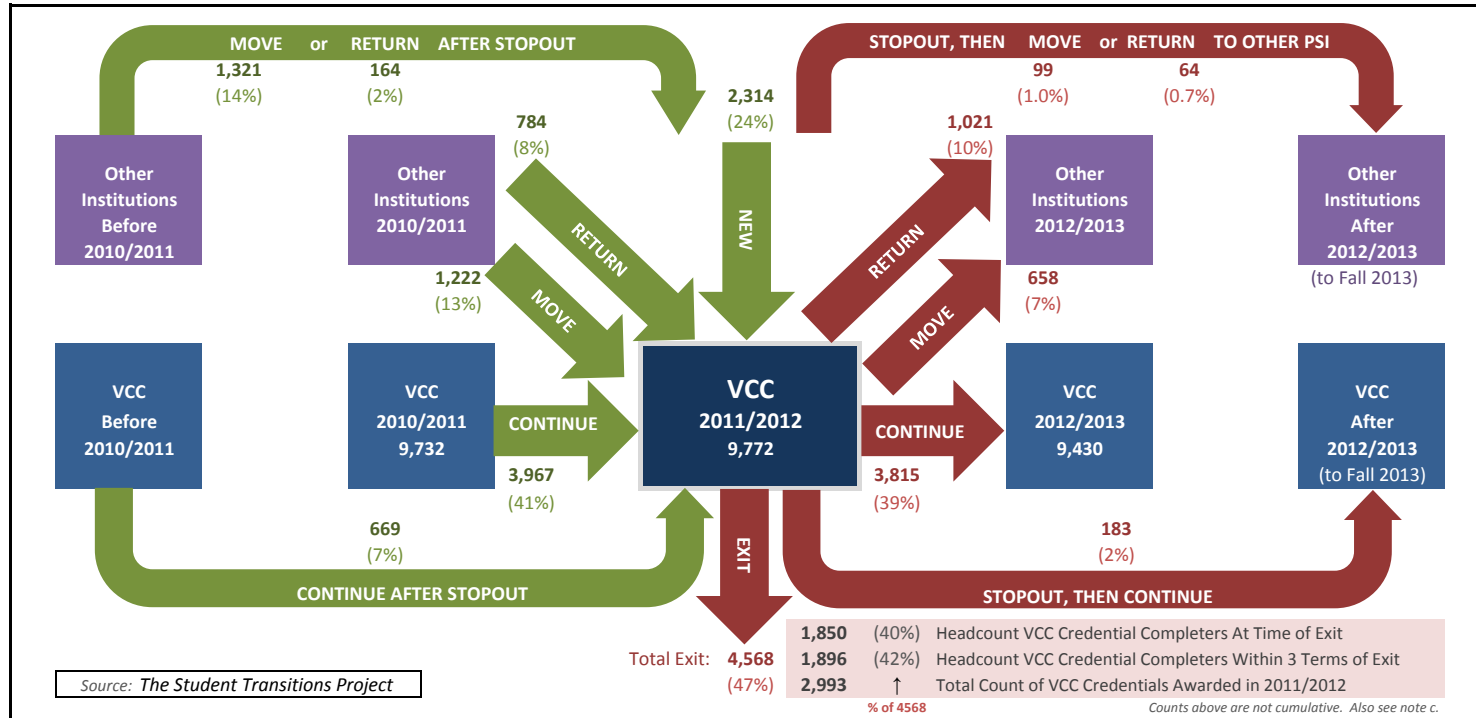 MOVE or RETURN AFTER STOPOUT
1,321 164
(14%) (2%)
STOPOUT, THEN MOVE or RETURN TO OTHER PSI
99 64
(1.0%) (0.7%)
2,314
(24%)
784
(8%)
1,021
(10%)
Other
Institutions
Before
2010/2011
Other
Institutions
2010/2011
RETURN
NEW
RETURN
Other
Institutions
2012/2013
Other
Institutions
After
2012/2013
(to Fall 2013)
1,222
(13%)
MOVE
MOVE
658
(7%)
VCC
Before
2010/2011
VCC
2010/2011
9,732
CONTINUE
3,967
(41%)
VCC
2011/2012
9,772
CONTINUE
3,815
(39%)
VCC
2012/2013
9,430
VCC
After
2012/2013
(to Fall 2013)
669
(7%)
CONTINUE AFTER STOPOUT
EXIT
183
(2%)
STOPOUT, THEN CONTINUE
Total Exit: 4,568
(47%)
1,850 (40%) Headcount VCC Credential Completers At Time of Exit
1,896 (42%) Headcount VCC Credential Completers Within 3 Terms of Exit
2,993 ↑ Total Count of VCC Credentials Awarded in 2011/2012
% of 4568
Counts above are not cumulative. Also see note c.
Source: The Student Transitions Project